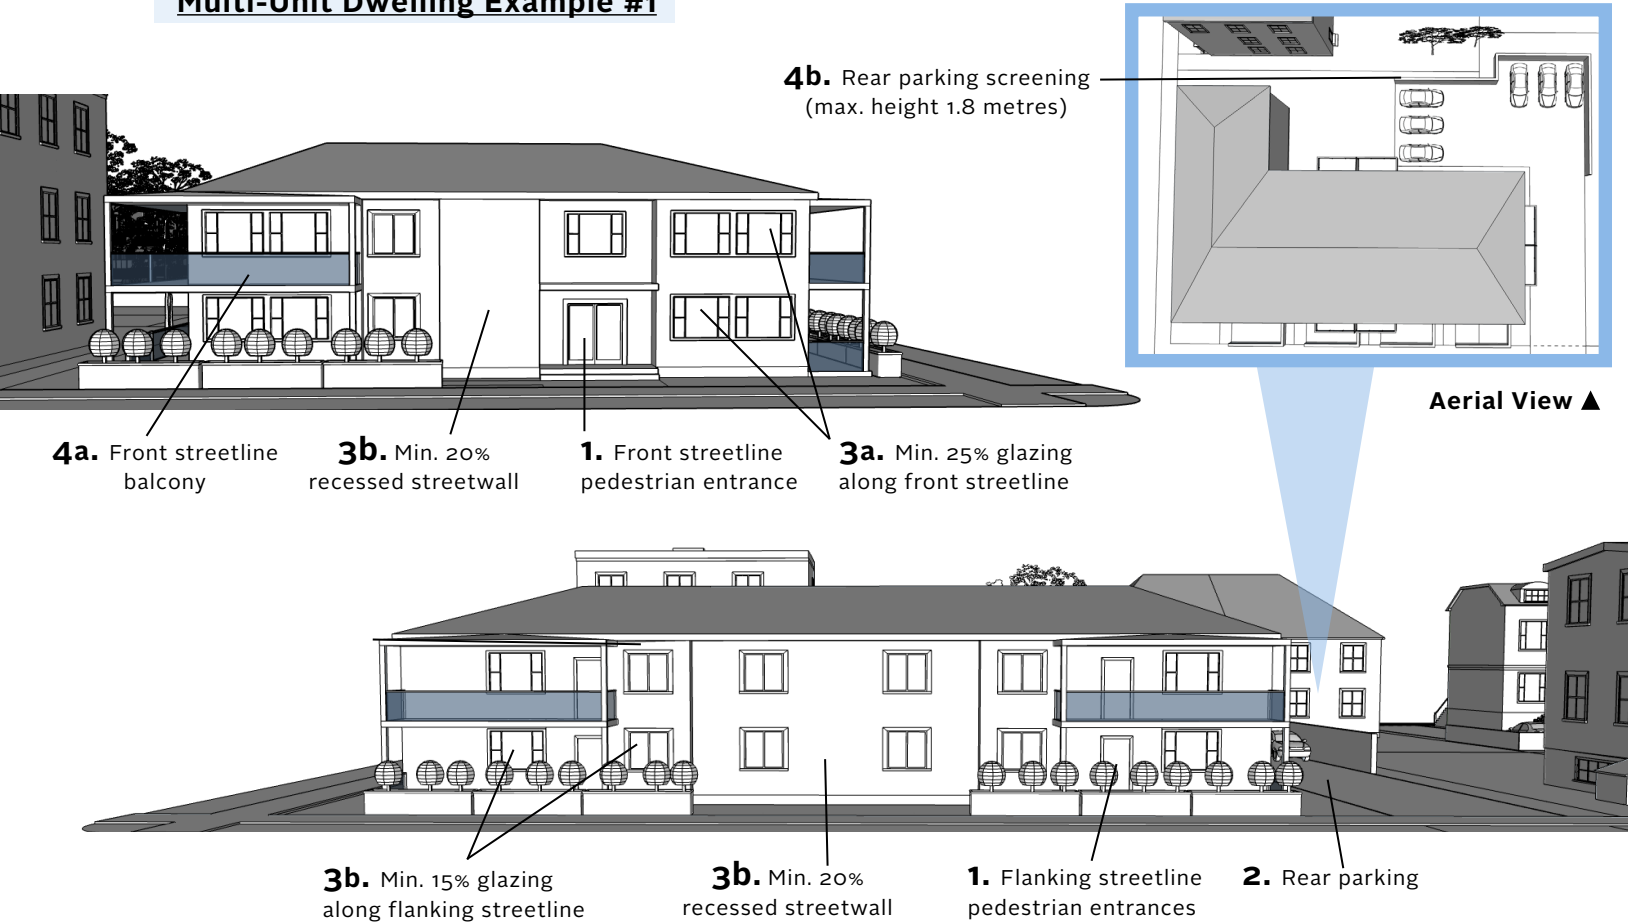 Multi-Unit Dwelling Example #1
4b. Rear parking screening
(max. height 1.8 metres)
Aerial View ▲
4a. Front streetline
balcony
3b. Min. 20%
recessed streetwall
1. Front streetline
pedestrian entrance
3a. Min. 25% glazing
along front streetline
3b. Min. 15% glazing
along flanking streetline
3b. Min. 20%
recessed streetwall
1. Flanking streetline
pedestrian entrances
2. Rear parking